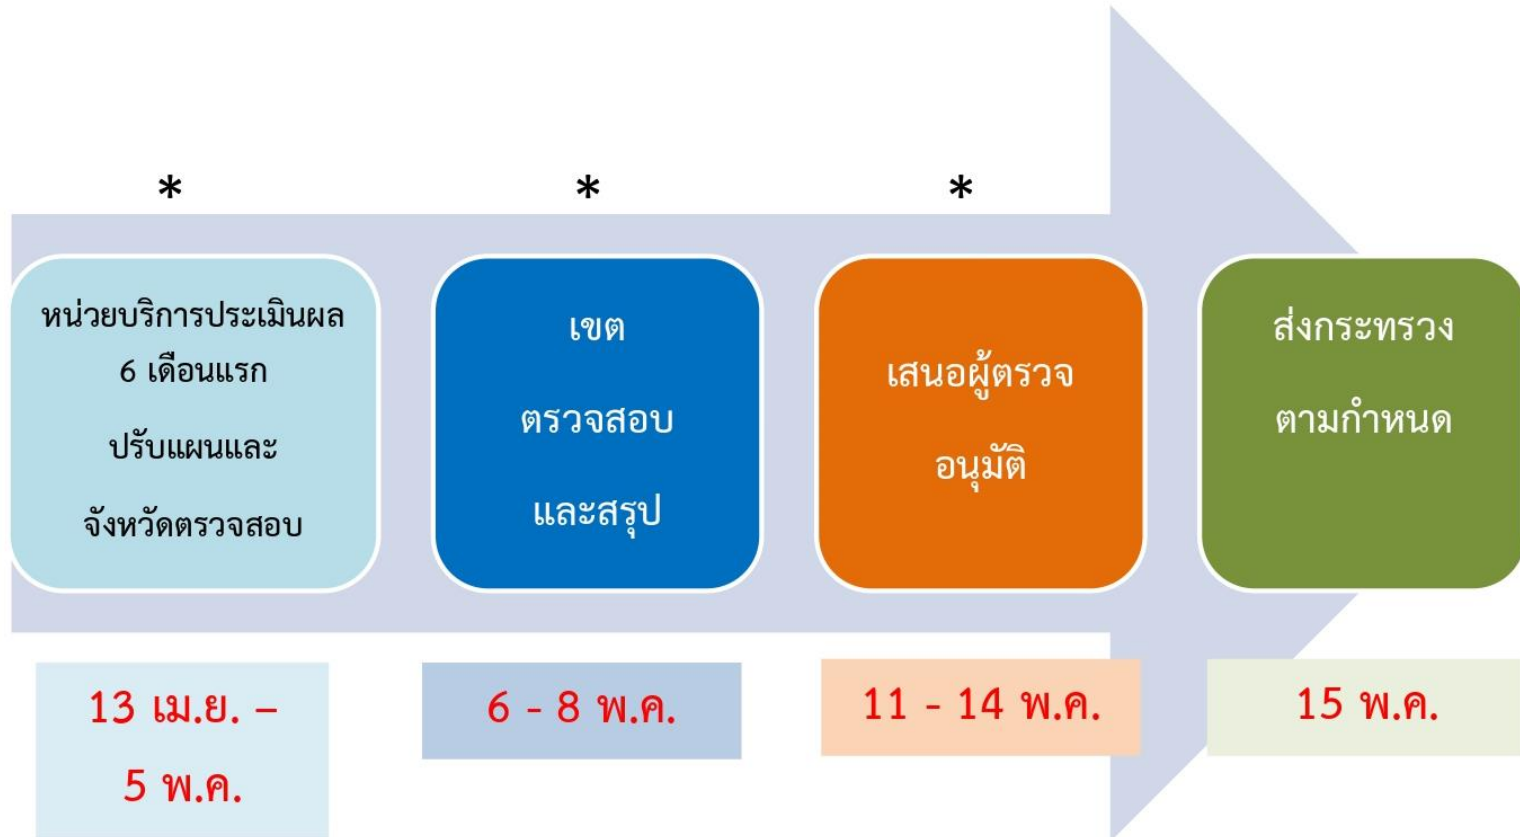 *
*
*
หน่วยบริการประเมินผล
6 เดือนแรก
ปรับแผนและ
จังหวัดตรวจสอบ
เขต
ตรวจสอบ
และสรุป
เสนอผู้ตรวจ
อนุมัติ
ส่งกระทรวง
ตามกำหนด
13 เม.ย. –
5 พ.ค.
6 - 8 พ.ค.
11 - 14 พ.ค.
15 พ.ค.